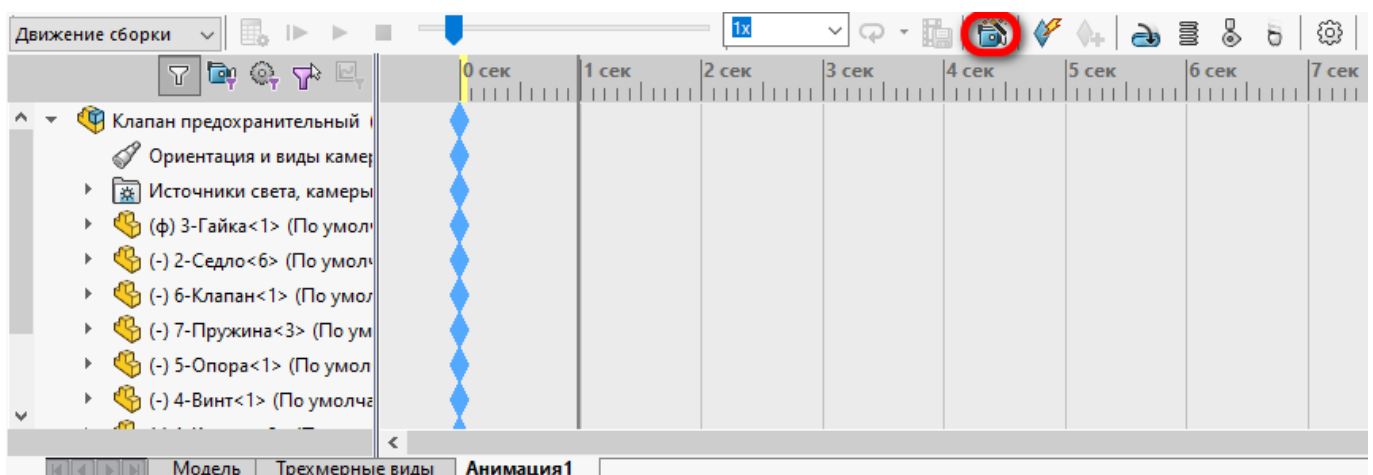 Движение сборки 1x
0 сек 1 сек 2 сек 3 сек 4 сек 5 сек 6 сек 7 сек
Клапан предохранительный (
Ориентация и виды камер
Источники света, камеры
(ф) 3-Гайка<1> (По умолч
(-) 2-Седло<6> (По умолч
(-) 6-Клапан<1> (По умол
(-) 7-Пружина<3> (По ум
(-) 5-Опора<1> (По умол
(-) 4-Винт<1> (По умолча
Модель Трехмерные виды Анимация1